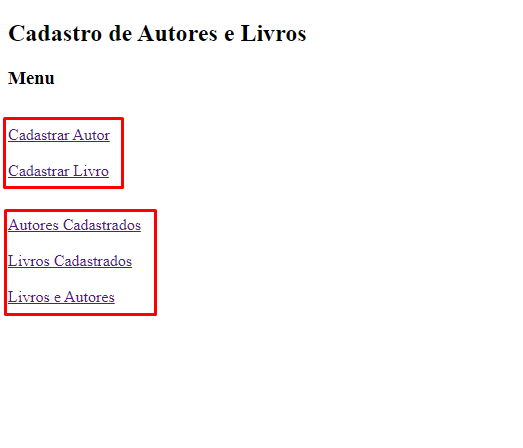 Cadastro de Autores e Livros
Menu
Cadastrar Autor
Cadastrar Livro
Autores Cadastrados
Livros Cadastrados
Livros e Autores